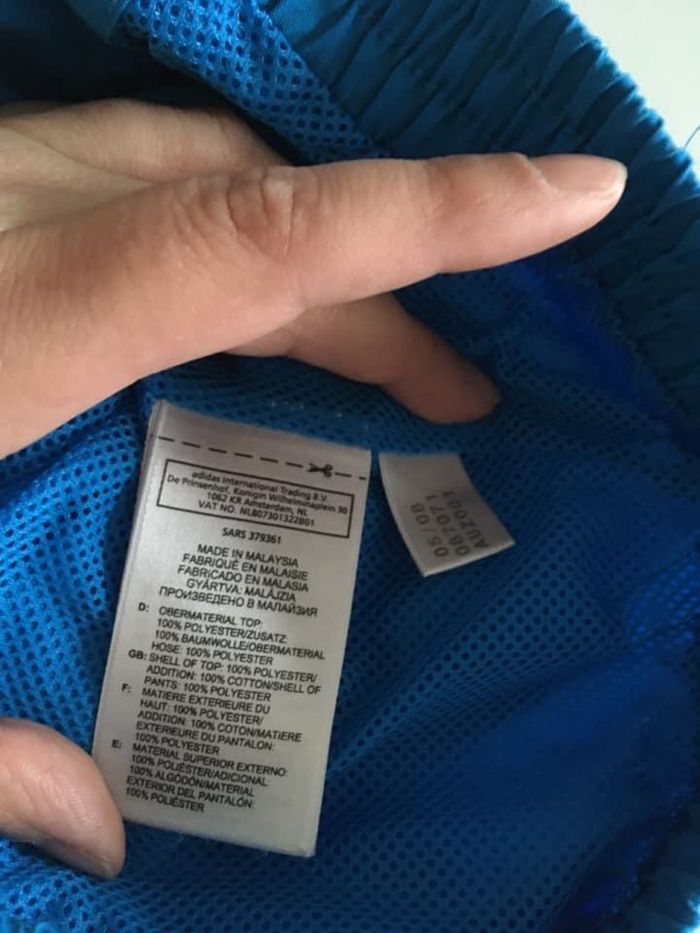 adidas International Trading B.V.
De Prinsenhof, Konigin Wilhelminaplein 30
1062 KR Amsterdam, NL
VAT NO. NL807301322B01
SARS 379361
MADE IN MALAYSIA
FABRIQUÉ EN MALAISIE
FABRICADO EN MALASIA
GYÁRTVA: MALÁJZIA
ПРОИЗВЕДЕНО В МАЛАЙЗИЯ
D: OBERMATERIAL TOP:
100% POLYESTER/ZUSATZ:
100% BAUMWOLLE/OBERMATERIAL
HOSE: 100% POLYESTER
GB: SHELL OF TOP: 100% POLYESTER/
ADDITION: 100% COTTON/SHELL OF
PANTS: 100% POLYESTER
F: MATIERE EXTERIEURE DU
HAUT: 100% POLYESTER/
ADDITION: 100% COTON/MATIERE
EXTERIEURE DU PANTALON:
100% POLYESTER
E: MATERIAL SUPERIOR EXTERNO:
100% POLIÉSTER/ADICIONAL:
100% ALGODÓN/MATERIAL
EXTERIOR DEL PANTALÓN:
100% POLIÉSTER
05/08
08*071
AUZ001